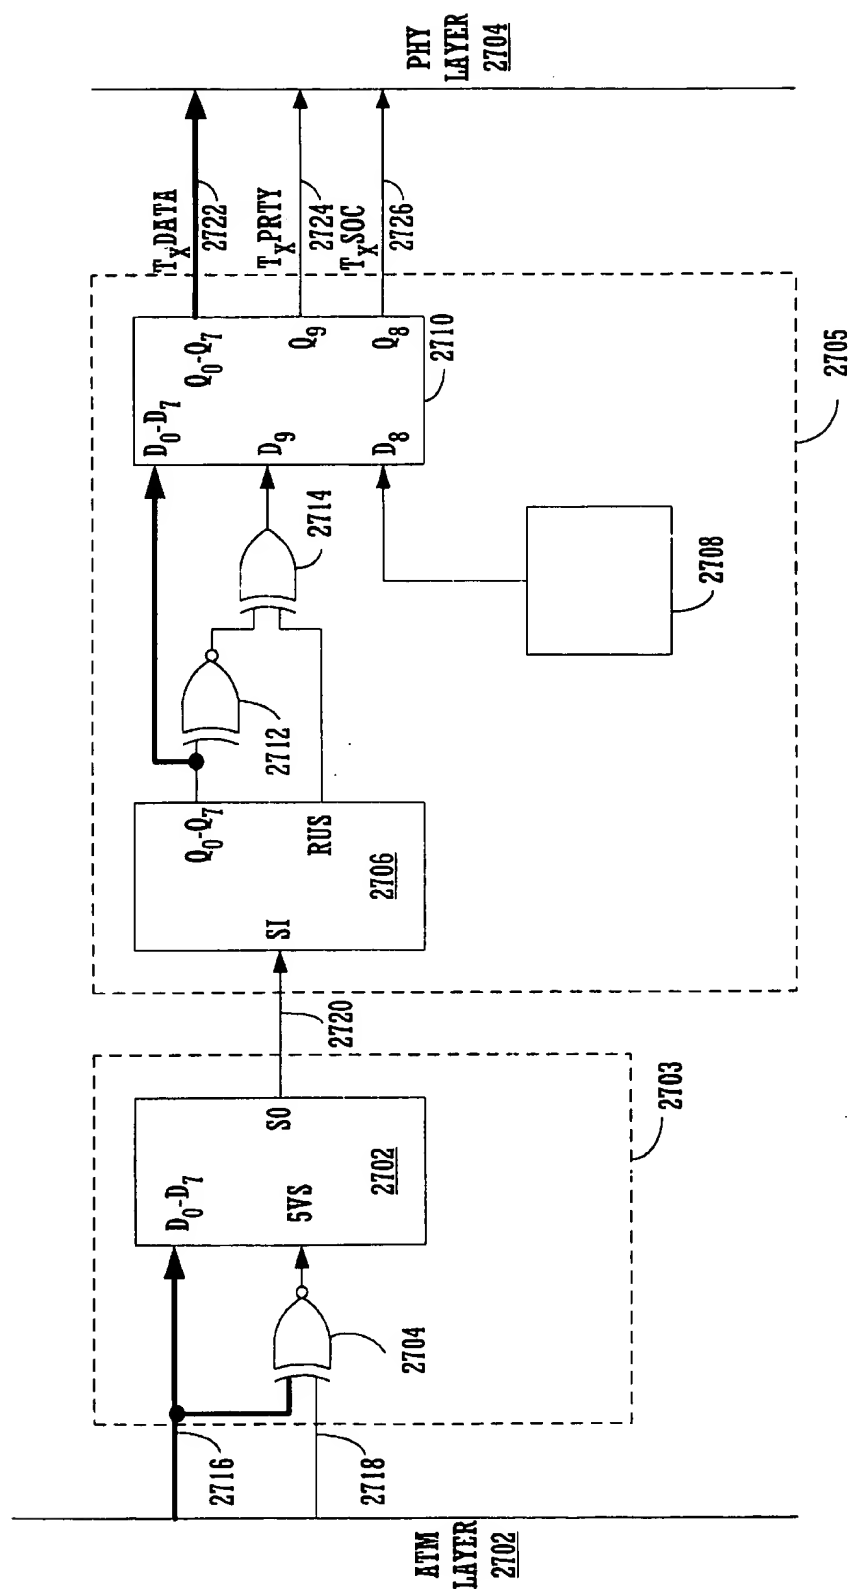 ATM
LAYER
2702
2716
2718
D0-D7
5VS
2702
SO
2704
2703
2720
SI
2706
Q0-Q7
RUS
2712
2714
2708
D0-D7
D9
D8
Q0-Q7
Q9
Q8
2710
2705
TXDATA
2722
TXPRTY
2724
TXSOC
2726
PHY
LAYER
2704